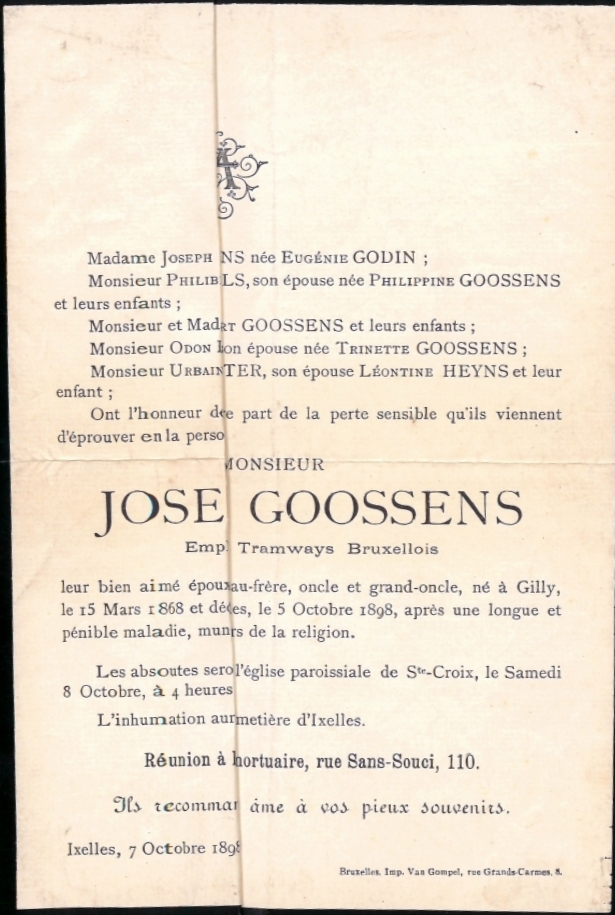 A
Madame JOSEPH NS née EUGÉNIE GODIN ;
Monsieur PHILIB LS, son épouse née PHILIPPINE GOOSSENS
et leurs enfants ;
Monsieur et Mad RT GOOSSENS et leurs enfants ;
Monsieur ODON on épouse née TRINETTE GOOSSENS ;
Monsieur URBAIN TER, son épouse LÉONTINE HEYNS et leur
enfant ;
Ont l'honneur de e part de la perte sensible qu'ils viennent
d'éprouver en la perso
MONSIEUR
JOSE GOOSSENS
Empl Tramways Bruxellois
leur bien aimé époux au-frère, oncle et grand-oncle, né à Gilly,
le 15 Mars 1868 et déc es, le 5 Octobre 1898, après une longue et
pénible maladie, mun rs de la religion.
Les absoutes sero l'église paroissiale de Ste-Croix, le Samedi
8 Octobre, à 4 heures
L'inhumation aur metière d'Ixelles.
Réunion à ortuaire, rue Sans-Souci, 110.
Ils recomman âme à vos pieux souvenirs.
Ixelles, 7 Octobre 1898
Bruxelles, Imp. Van Gompel, rue Grands-Carmes, 8.